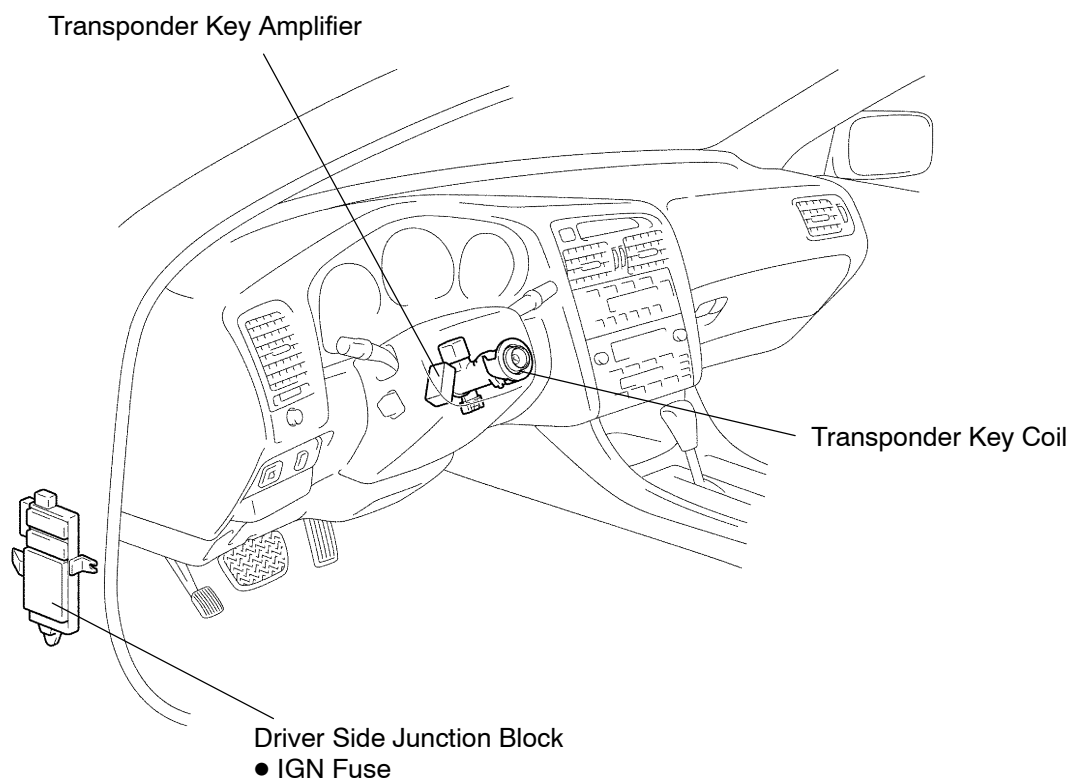 Transponder Key Amplifier
Transponder Key Coil
Driver Side Junction Block
● IGN Fuse